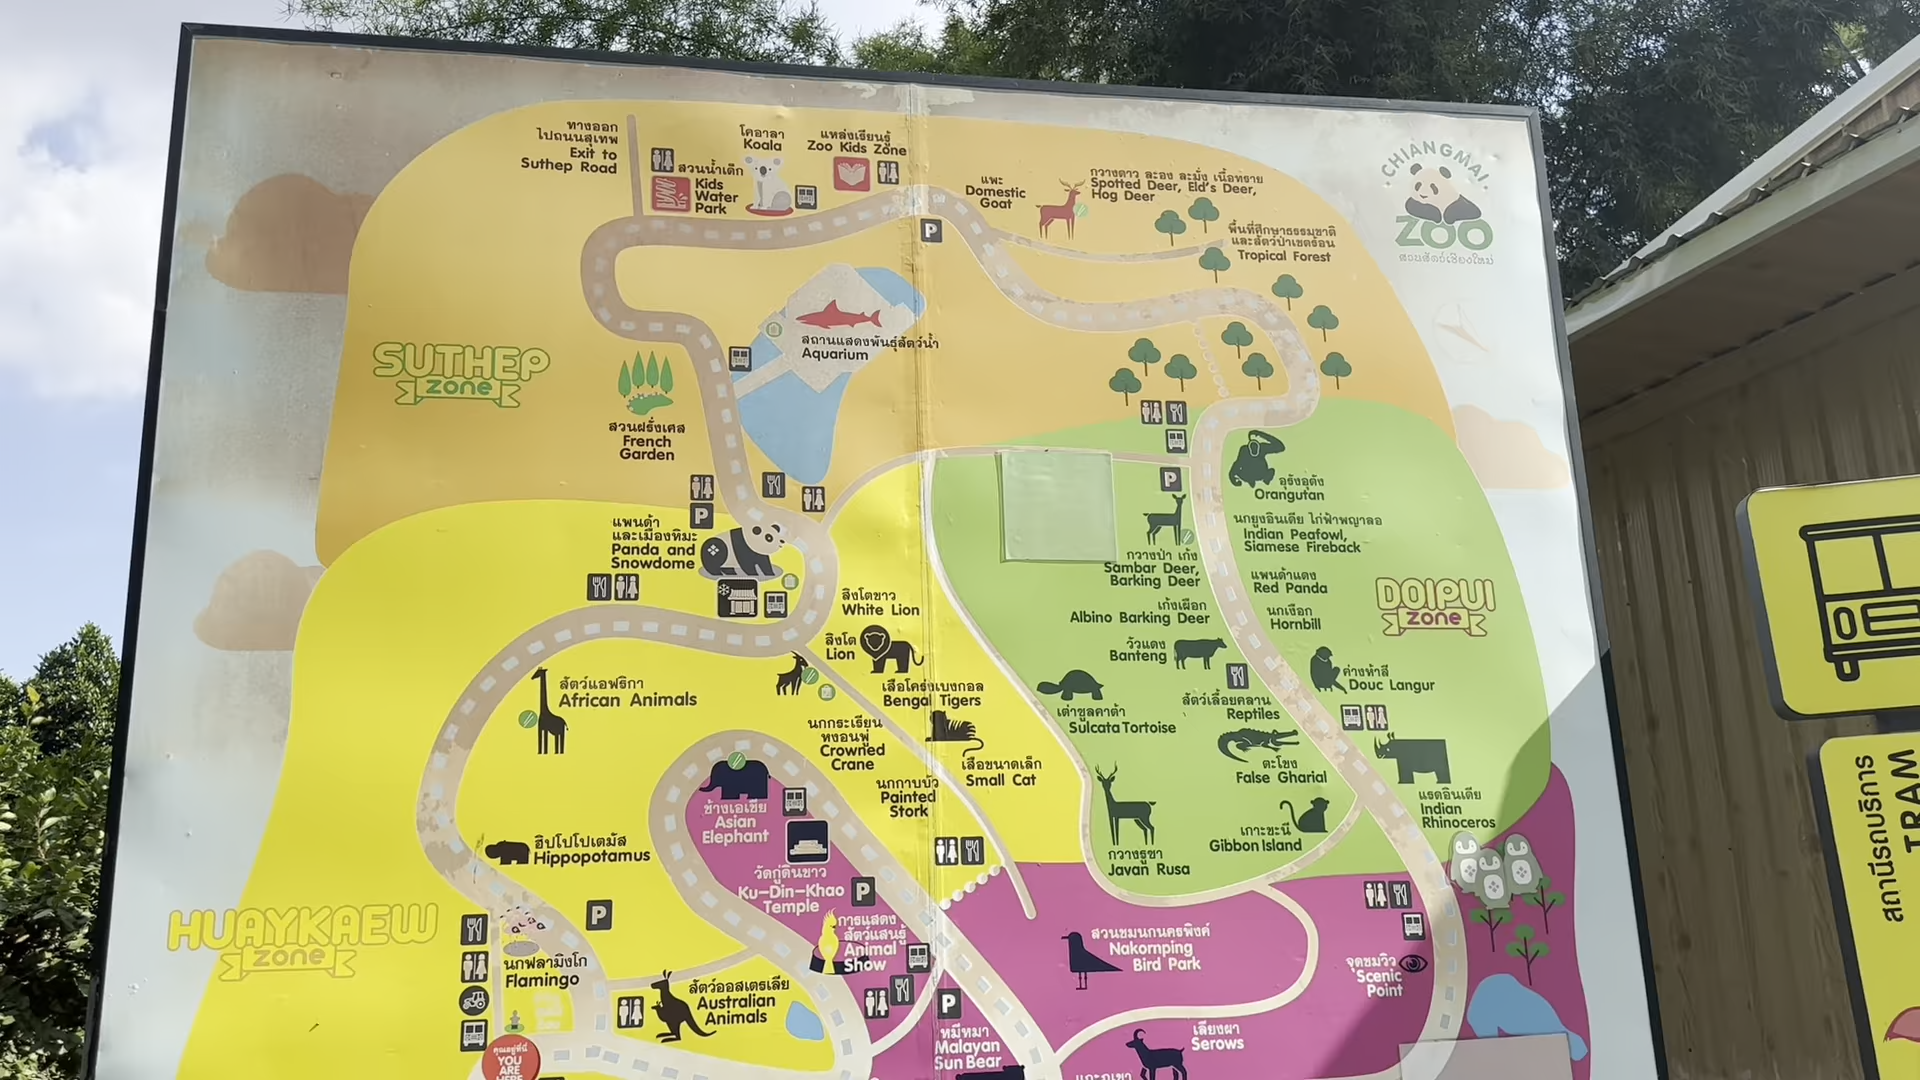 ทางออก
ไปถนนสุเทพ
Exit to
Suthep Road
สวนน้ำเด็ก
Kids
Water
Park
โคอาลา
Koala
แหล่งเรียนรู้
Zoo Kids Zone
P
แพะ
Domestic
Goat
กวางดาว ละอง ละมั่ง เนื้อทราย
Spotted Deer, Eld's Deer,
Hog Deer
พื้นที่ศึกษาธรรมชาติ
และสัตว์ป่าเขตร้อน
Tropical Forest
CHIANGMAI
ZOO
สวนสัตว์เชียงใหม่
SUTHEP
zone
สถานแสดงพันธุ์สัตว์น้ำ
Aquarium
สวนฝรั่งเศส
French
Garden
P
แพนด้า
และเมืองหิมะ
Panda and
Snowdome
P
อุรังอุตัง
Orangutan
นกยูงอินเดีย ไก่ฟ้าพญาลอ
Indian Peafowl,
Siamese Fireback
กวางป่า เก้ง
Sambar Deer,
Barking Deer
แพนด้าแดง
Red Panda
เก้งเผือก
Albino Barking Deer
นกเงือก
Hornbill
DOIPUI
zone
สิงโตขาว
White Lion
สิงโต
Lion
วัวแดง
Banteng
ค่างห้าสี
Douc Langur
สัตว์แอฟริกา
African Animals
เสือโคร่งเบงกอล
Bengal Tigers
เต่าซูลคาต้า
Sulcata Tortoise
สัตว์เลื้อยคลาน
Reptiles
นกกระเรียน
หงอนพู่
Crowned
Crane
เสือขนาดเล็ก
Small Cat
ตะโขง
False Gharial
นกกาบบัว
Painted
Stork
แรดอินเดีย
Indian
Rhinoceros
ช้างเอเชีย
Asian
Elephant
เกาะชะนี
Gibbon Island
กวางรูซา
Javan Rusa
ฮิปโปโปเตมัส
Hippopotamus
วัดกู่ดินขาว
Ku-Din-Khao
Temple
P
P
HUAYKAEW
zone
การแสดง
สัตว์แสนรู้
Animal
Show
สวนชมนกนครพิงค์
Nakornping
Bird Park
จุดชมวิว
Scenic
Point
นกฟลามิงโก
Flamingo
สัตว์ออสเตรเลีย
Australian
Animals
P
หมีหมา
Malayan
Sun Bear
เลียงผา
Serows
คุณอยู่ที่นี่
YOU
ARE
HERE
สถานีรถบริการ
TRAM